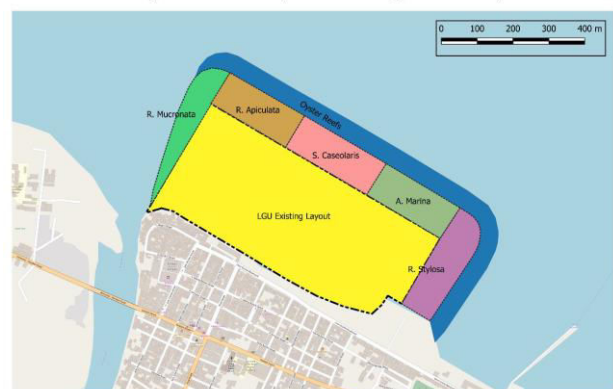 0 100 200 300 400 m
R. Mucronata
R. Apiculata
Oyster Reefs
S. Caseolaris
A. Marina
LGU Existing Layout
R. Stylosa